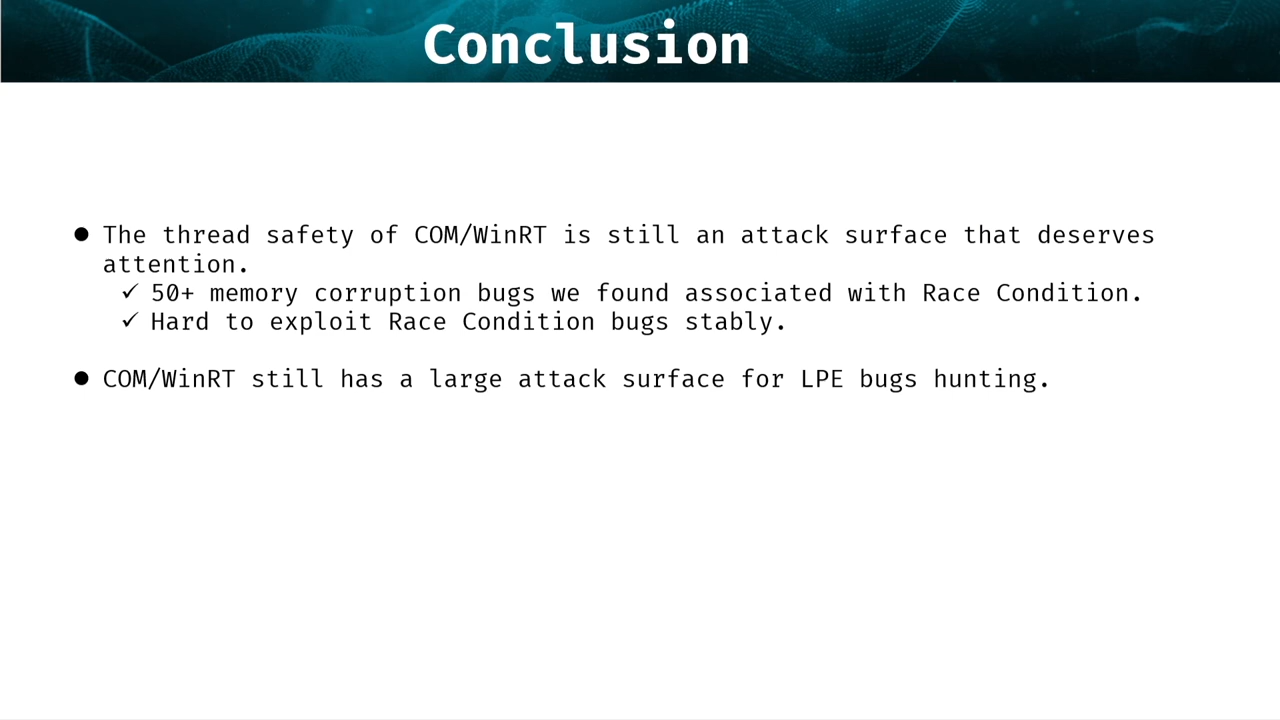 Conclusion
● The thread safety of COM/WinRT is still an attack surface that deserves
attention.
✓ 50+ memory corruption bugs we found associated with Race Condition.
✓ Hard to exploit Race Condition bugs stably.
● COM/WinRT still has a large attack surface for LPE bugs hunting.